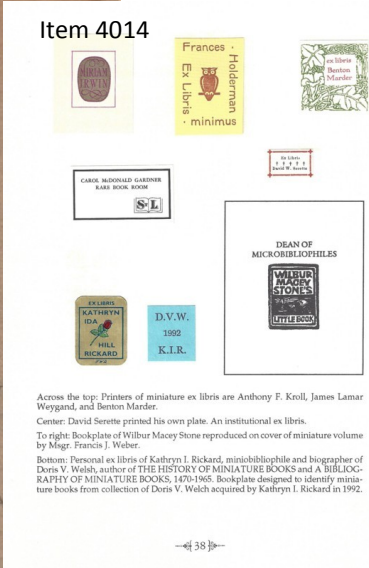 Item 4014
MIRIAM
IRWIN
Frances · Holderman
Ex Libris
· minimus
ex libris
Benton
Marder
Ex Libris
David W. Serette
CAROL McDONALD GARDNER
RARE BOOK ROOM
S L
DEAN OF
MICROBIBLIOPHILES
WILBUR
MACEY
STONE'S
LITTLE BOOK
EX LIBRIS
KATHRYN
IDA
HILL
RICKARD
D.V.W.
1992
K.I.R.
Across the top: Printers of miniature ex libris are Anthony F. Kroll, James Lamar
Weygand, and Benton Marder.
Center: David Serette printed his own plate. An institutional ex libris.
To right: Bookplate of Wilbur Macey Stone reproduced on cover of miniature volume
by Msgr. Francis J. Weber.
Bottom: Personal ex libris of Kathryn I. Rickard, miniobibliophile and biographer of
Doris V. Welsh, author of THE HISTORY OF MINIATURE BOOKS and A BIBLIOG-
RAPHY OF MINIATURE BOOKS, 1470-1965. Bookplate designed to identify minia-
ture books from collection of Doris V. Welch acquired by Kathryn I. Rickard in 1992.
38